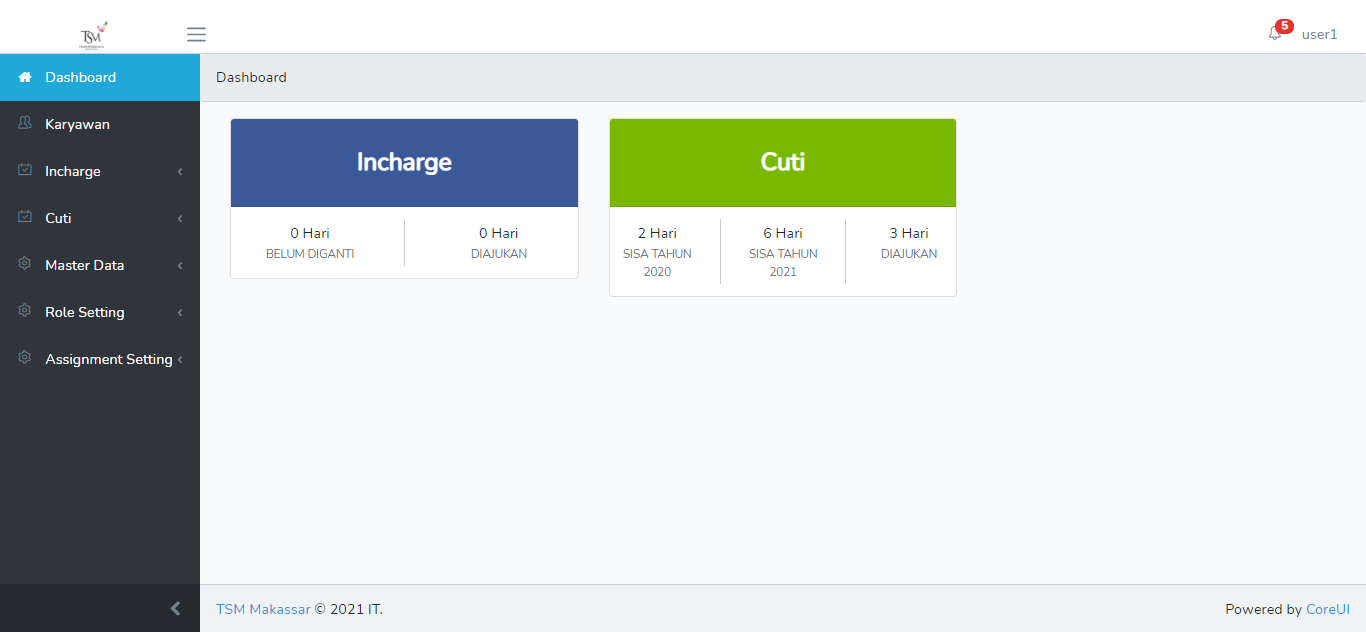 TSM
5
user1
Dashboard
Karyawan
Incharge
Cuti
Master Data
Role Setting
Assignment Setting
Dashboard
Incharge
0 Hari
BELUM DIGANTI
0 Hari
DIAJUKAN
Cuti
2 Hari
SISA TAHUN
2020
6 Hari
SISA TAHUN
2021
3 Hari
DIAJUKAN
TSM Makassar © 2021 IT.
Powered by CoreUI